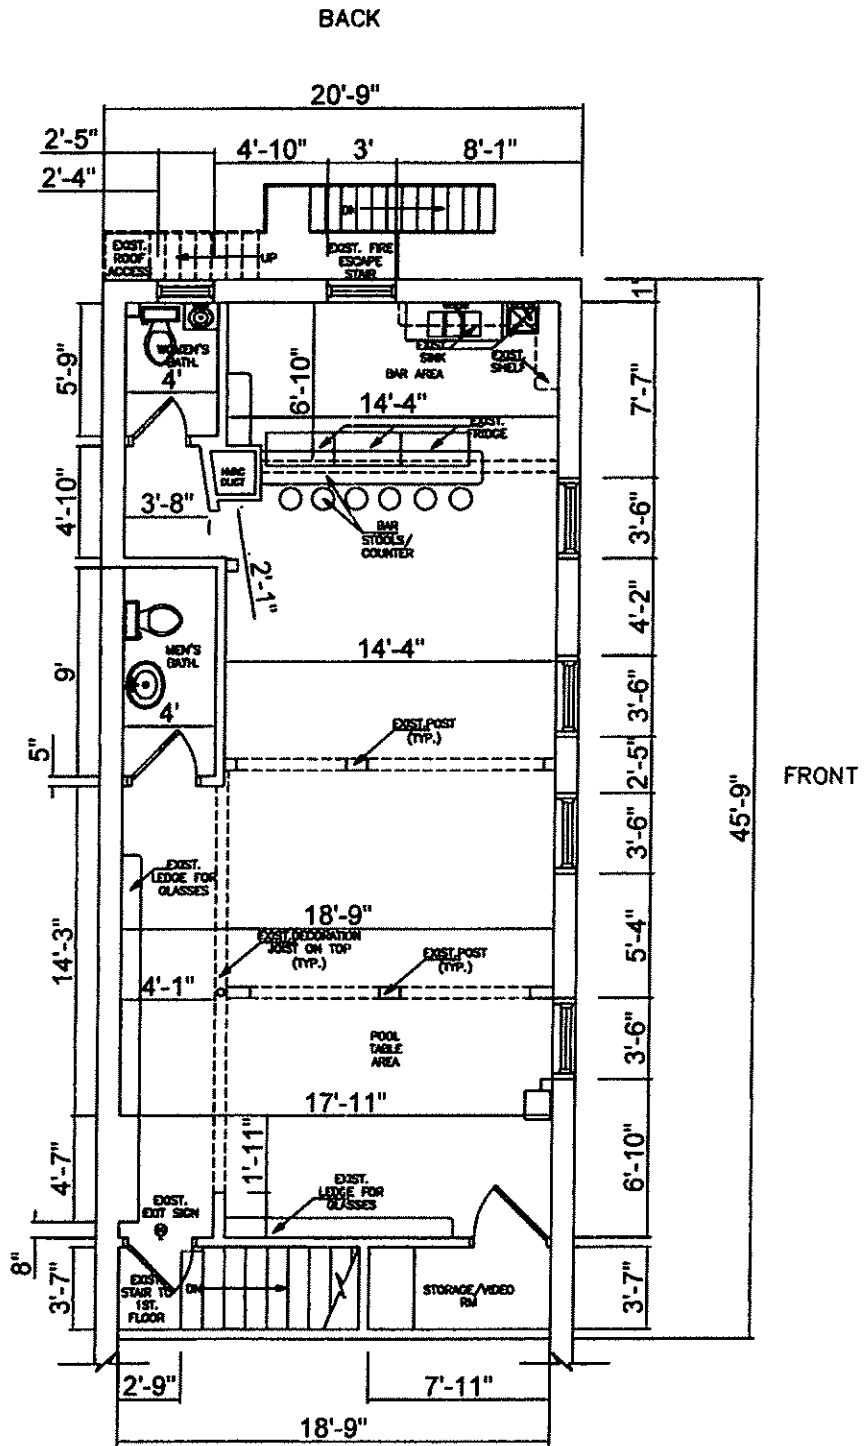 BACK
20'-9"
2'-5"
4'-10"
3'
8'-1"
2'-4"
DN
EXIST.
ROOF
ACCESS
UP
EXIST. FIRE
ESCAPE
STAIR
1'
WOMEN'S
BATH.
4'
5'-9"
6'-10"
EXIST.
SINK
EXIST.
SHELF
BAR AREA
7'-7"
14'-4"
EXIST.
FRIDGE
HVAC
DUCT
4'-10"
3'-8"
BAR
STOOLS/
COUNTER
3'-6"
2'-1"
4'-2"
14'-4"
MEN'S
BATH.
9'
4'
3'-6"
EXIST.POST
(TYP.)
5"
2'-5"
FRONT
45'-9"
3'-6"
EXIST.
LEDGE FOR
GLASSES
18'-9"
14'-3"
EXIST.DECORATION
JOIST ON TOP
(TYP.)
EXIST.POST
(TYP.)
5'-4"
4'-1"
POOL
TABLE
AREA
3'-6"
17'-11"
1'-11"
4'-7"
6'-10"
EXIST.
LEDGE FOR
GLASSES
EXIST.
EXIT SIGN
8"
3'-7"
EXIST.
STAIR TO
1ST.
FLOOR
DN
STORAGE/VIDEO
RM
3'-7"
2'-9"
7'-11"
18'-9"